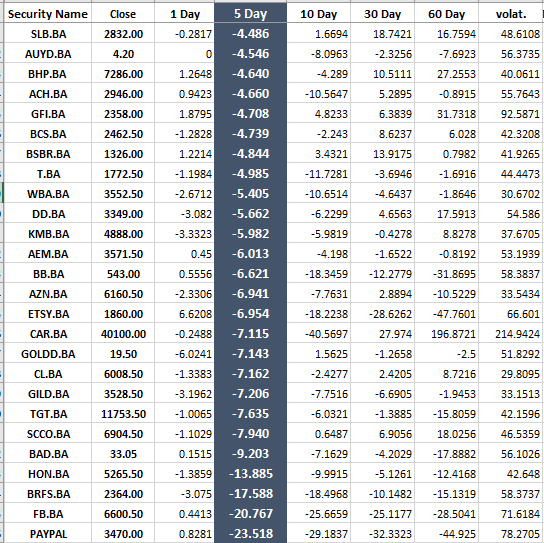 Security Name Close 1 Day 5 Day 10 Day 30 Day 60 Day volat.
SLB.BA 2832.00 -0.2817 -4.486 1.6694 18.7421 16.7594 48.6108
AUYD.BA 4.20 0 -4.546 -8.0963 -2.3256 -7.6923 56.3735
BHP.BA 7286.00 1.2648 -4.640 -4.289 10.5111 27.2553 40.0611
ACH.BA 2946.00 0.9423 -4.660 -10.5647 5.2895 -0.8915 55.7643
GFI.BA 2358.00 1.8795 -4.708 4.8233 6.3839 31.7318 92.5871
BCS.BA 2462.50 -1.2828 -4.739 -2.243 8.6237 6.028 42.3208
BSBR.BA 1326.00 1.2214 -4.844 3.4321 13.9175 0.7982 41.9265
T.BA 1772.50 -1.1984 -4.985 -11.7281 -3.6946 -1.6916 44.4473
WBA.BA 3552.50 -2.6712 -5.405 -10.6514 -4.6437 -1.8646 30.6702
DD.BA 3349.00 -3.082 -5.662 -6.2299 4.6563 17.5913 54.586
KMB.BA 4888.00 -3.3323 -5.982 -5.9819 -0.4278 8.8278 37.6705
AEM.BA 3571.50 0.45 -6.013 -4.198 -1.6522 -0.8192 53.1939
BB.BA 543.00 0.5556 -6.621 -18.3459 -12.2779 -31.8695 58.3837
AZN.BA 6160.50 -2.3306 -6.941 -7.7631 2.8894 -10.5229 33.5434
ETSY.BA 1860.00 6.6208 -6.954 -18.2238 -28.6262 -47.7601 66.601
CAR.BA 40100.00 -0.2488 -7.115 -40.5697 27.974 196.8721 214.9424
GOLDD.BA 19.50 -6.0241 -7.143 1.5625 -1.2658 -2.5 51.8292
CL.BA 6008.50 -1.3383 -7.162 -2.4277 2.4205 8.7216 29.8095
GILD.BA 3528.50 -3.1962 -7.206 -7.7516 -6.6905 -1.9453 33.1513
TGT.BA 11753.50 -1.0065 -7.635 -6.0321 -1.3885 -15.8059 42.1596
SCCO.BA 6904.50 -1.1029 -7.940 0.6487 6.9056 18.0256 46.5359
BAD.BA 33.05 0.1515 -9.203 -7.1629 -4.2029 -17.8882 56.1026
HON.BA 5265.50 -1.3859 -13.885 -9.9915 -5.1261 -12.4168 42.648
BRFS.BA 2364.00 -3.075 -17.588 -18.4968 -10.1482 -15.1319 58.3737
FB.BA 6600.50 0.4413 -20.767 -25.6659 -25.1177 -28.5041 71.6184
PAYPAL 3470.00 0.8281 -23.518 -29.1837 -32.3323 -44.925 78.2705